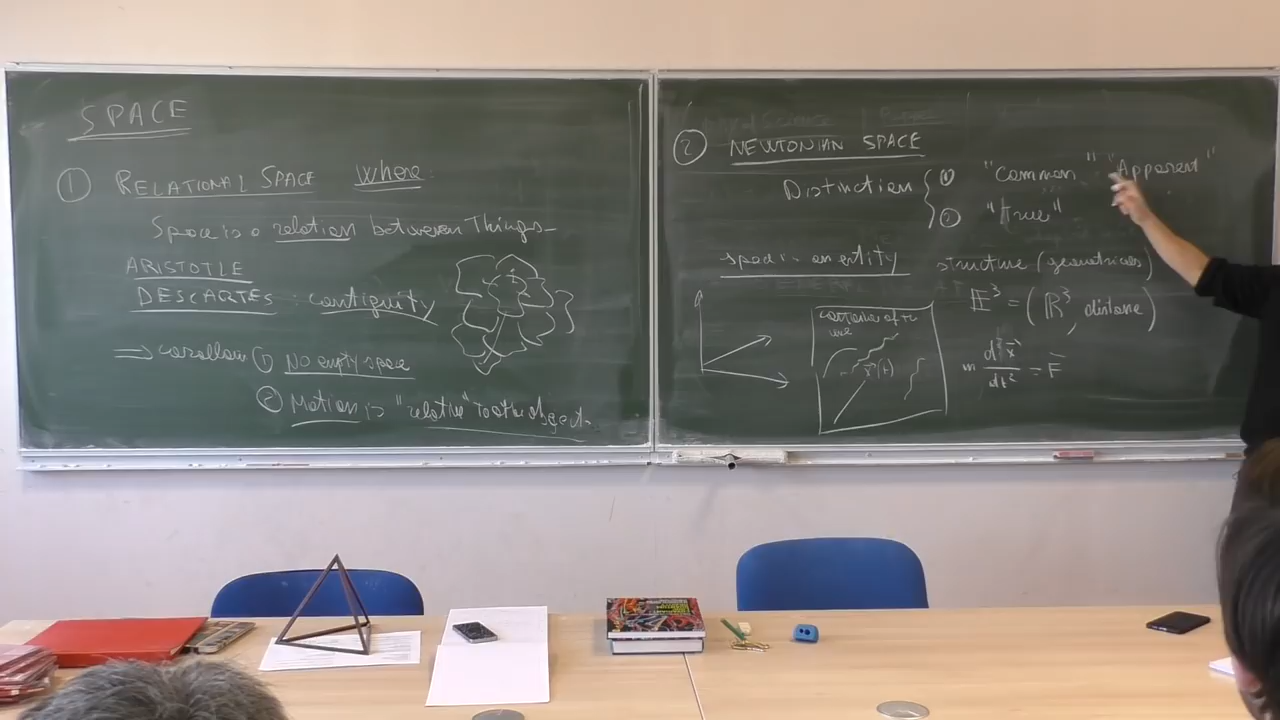 SPACE
① RELATIONAL SPACE Where:
Space is a relation between Things
ARISTOTLE
DESCARTES : contiguity
⇒ corollary ① No empty space
② Motion is "relative" to other object.
② NEWTONIAN SPACE
Distinction { ① "common" "Apparent"
② "true"
space is an entity structure (geometrical)
E³ = (R³, distance)
x⃗(t)
m d²x⃗/dt² = F⃗